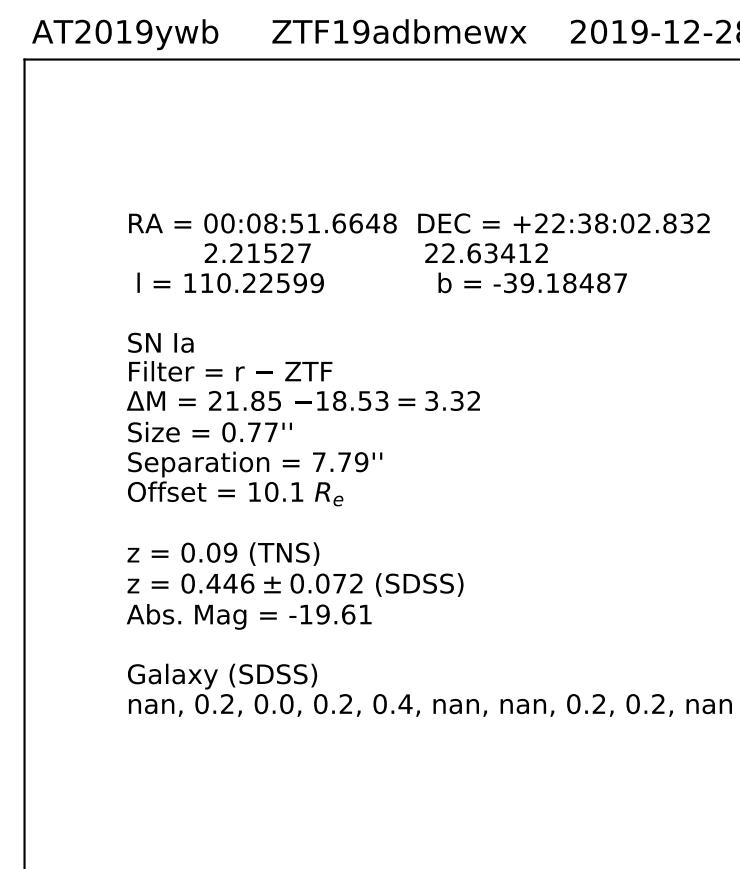 AT2019ywb ZTF19adbmewx 2019-12-28
RA = 00:08:51.6648 DEC = +22:38:02.832
2.21527 22.63412
l = 110.22599 b = -39.18487
SN Ia
Filter = r − ZTF
ΔM = 21.85 −18.53 = 3.32
Size = 0.77''
Separation = 7.79''
Offset = 10.1 Rₑ
z = 0.09 (TNS)
z = 0.446 ± 0.072 (SDSS)
Abs. Mag = -19.61
Galaxy (SDSS)
nan, 0.2, 0.0, 0.2, 0.4, nan, nan, 0.2, 0.2, nan